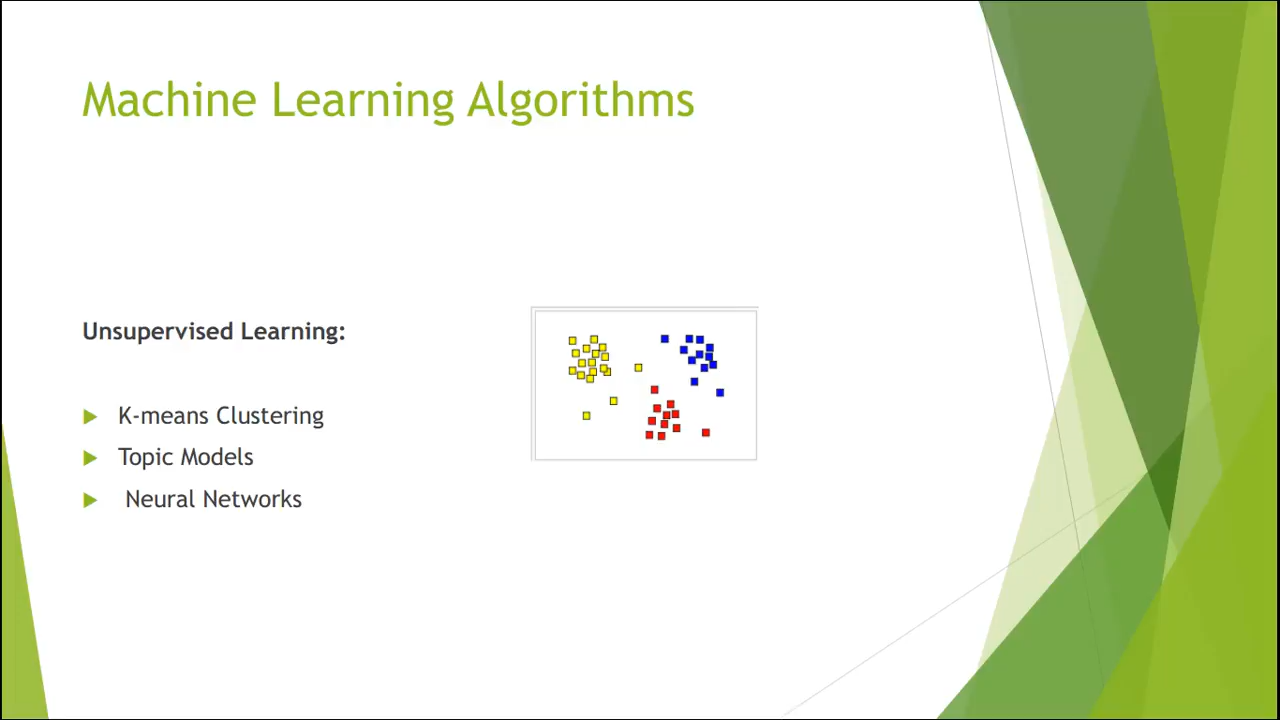 Machine Learning Algorithms
Unsupervised Learning:
K-means Clustering
Topic Models
Neural Networks